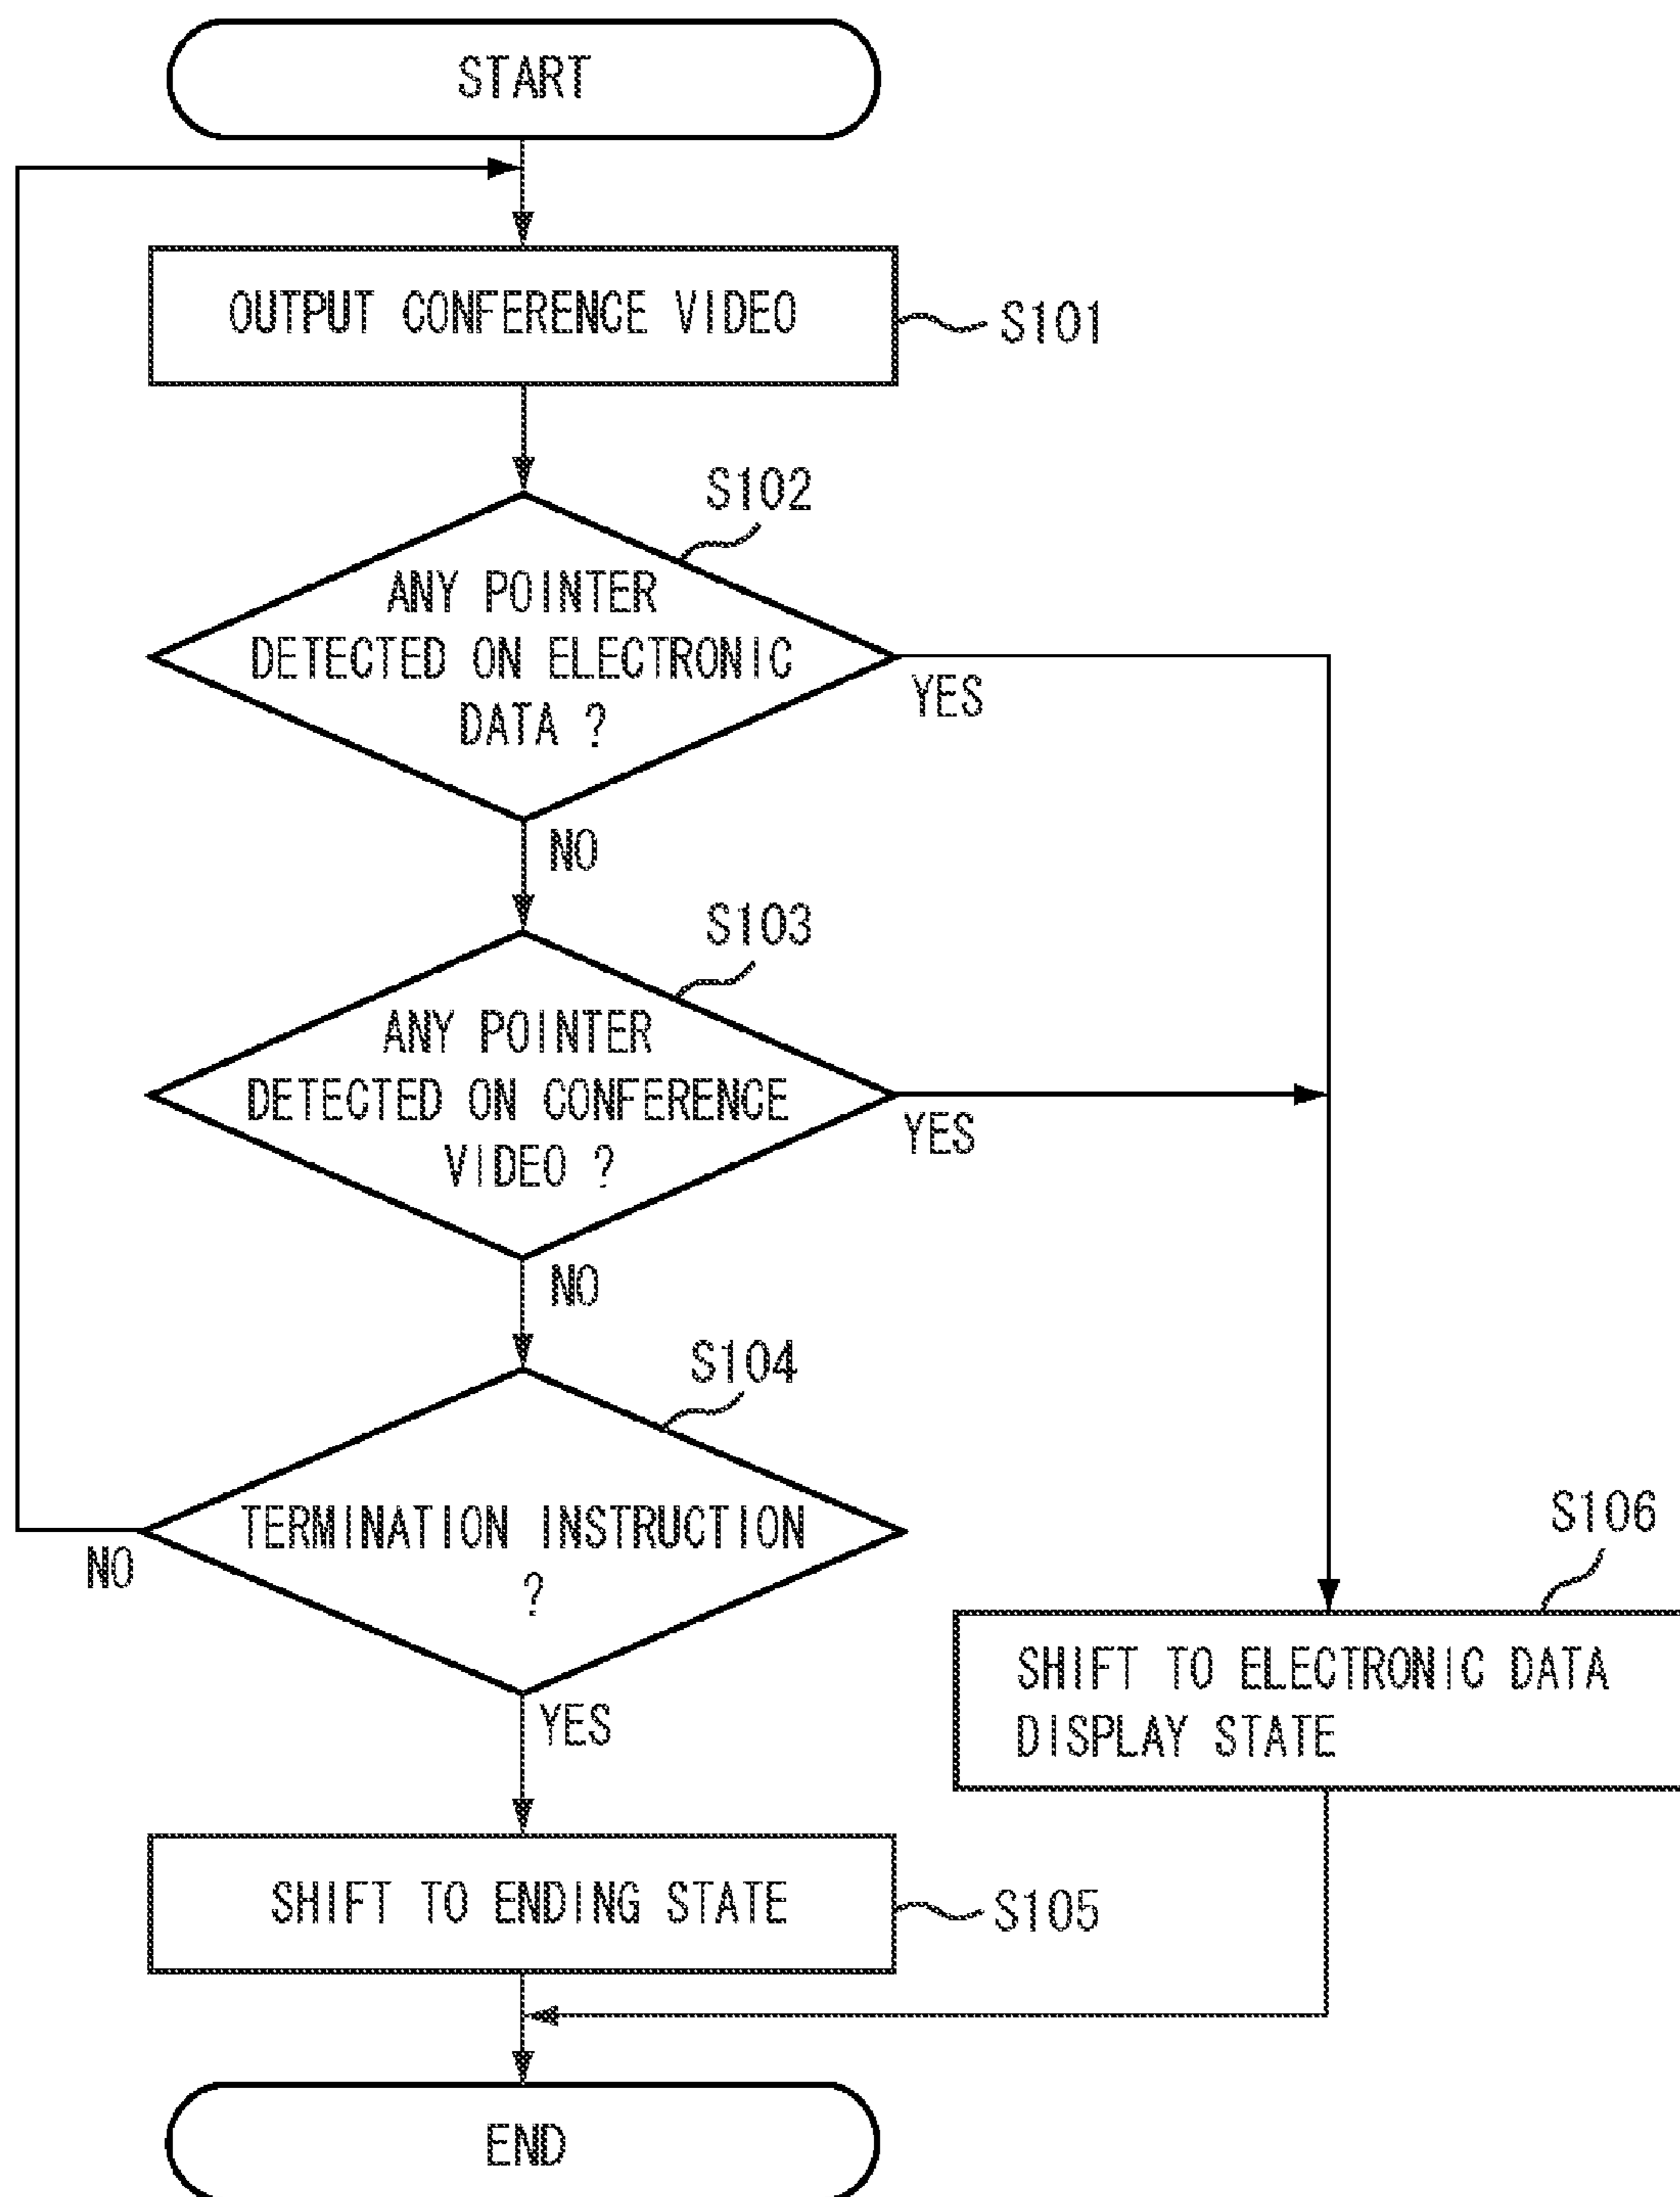 START
OUTPUT CONFERENCE VIDEO
S101
S102
ANY POINTER
DETECTED ON ELECTRONIC
DATA ?
YES
NO
S103
ANY POINTER
DETECTED ON CONFERENCE
VIDEO ?
YES
NO
S104
TERMINATION INSTRUCTION
?
NO
YES
S106
SHIFT TO ELECTRONIC DATA
DISPLAY STATE
SHIFT TO ENDING STATE
S105
END